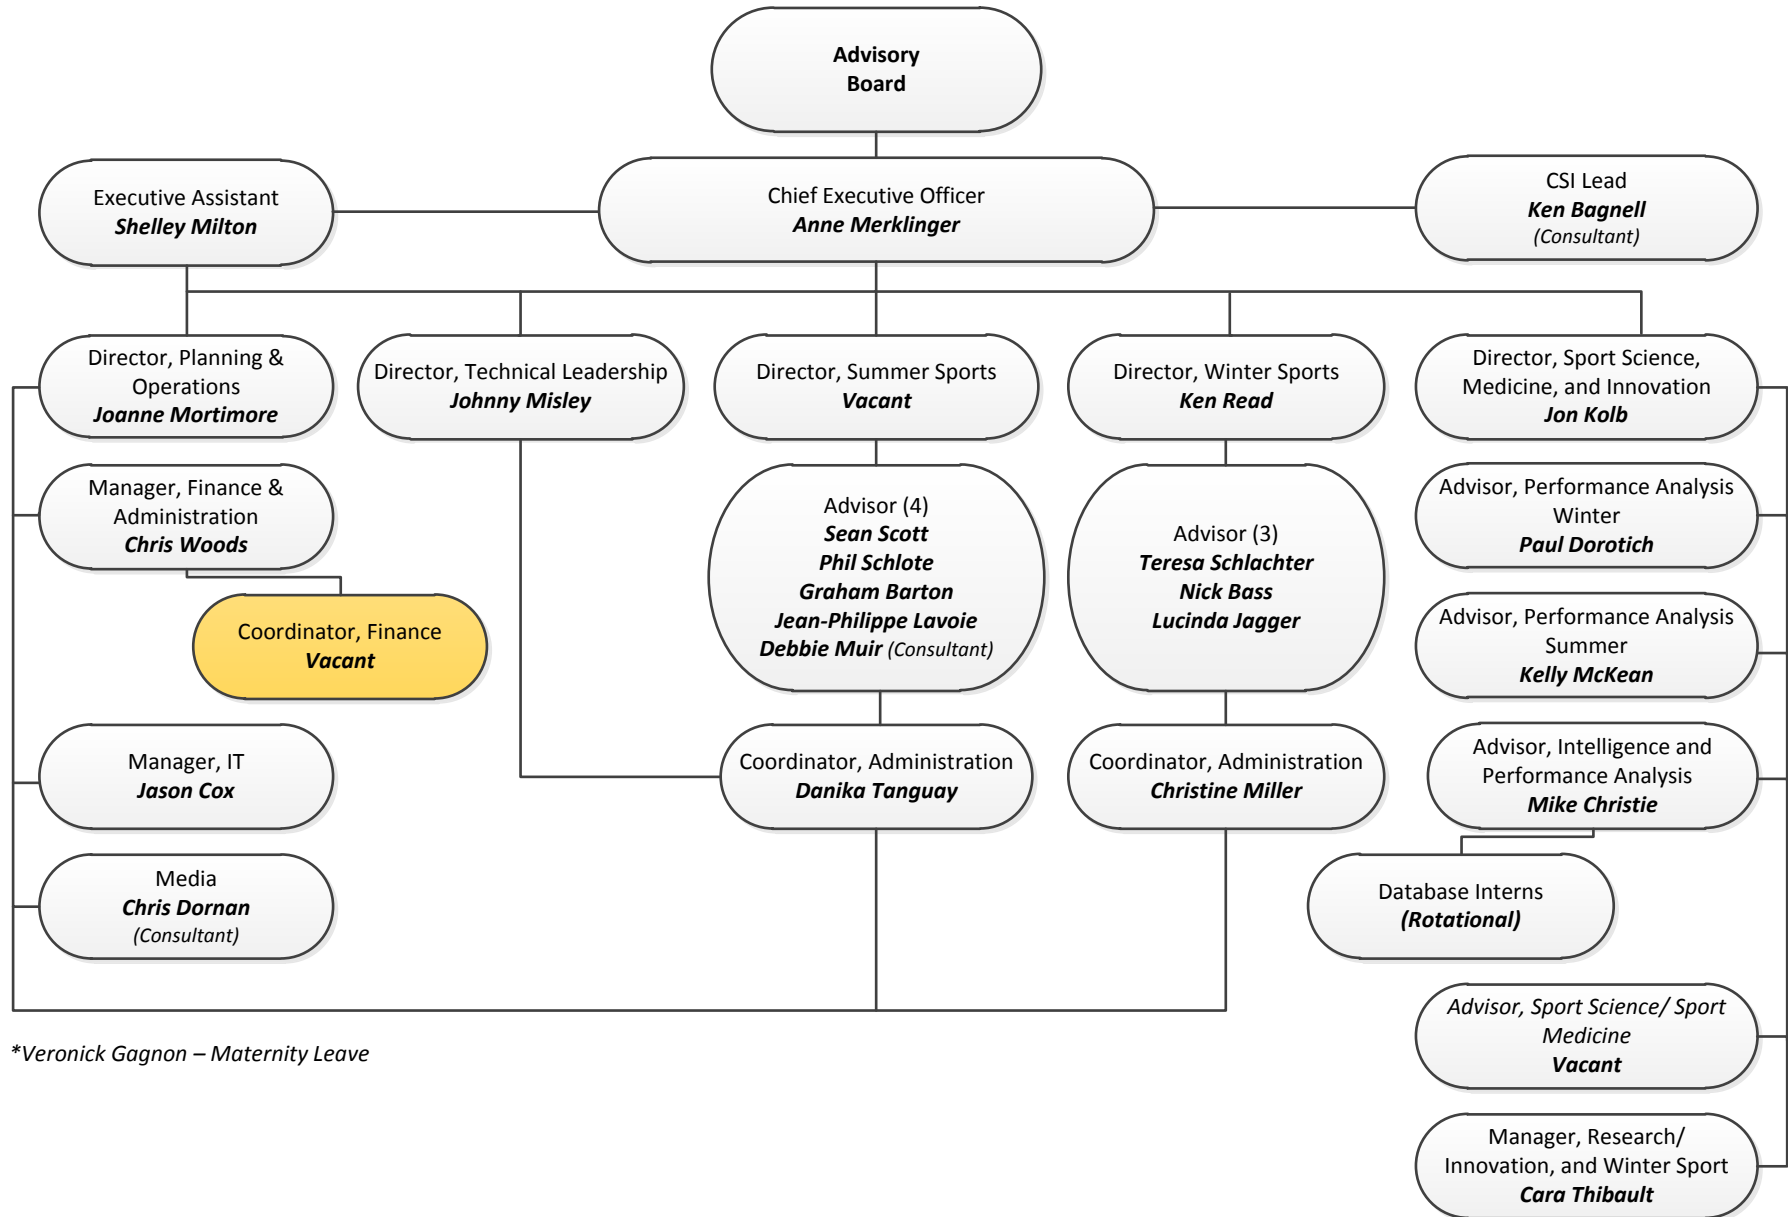 Advisory
Board
Executive Assistant
Shelley Milton
Chief Executive Officer
Anne Merklinger
CSI Lead
Ken Bagnell
(Consultant)
Director, Planning &
Operations
Joanne Mortimore
Director, Technical Leadership
Johnny Misley
Director, Summer Sports
Vacant
Director, Winter Sports
Ken Read
Director, Sport Science,
Medicine, and Innovation
Jon Kolb
Manager, Finance &
Administration
Chris Woods
Coordinator, Finance
Vacant
Advisor (4)
Sean Scott
Phil Schlote
Graham Barton
Jean-Philippe Lavoie
Debbie Muir (Consultant)
Advisor (3)
Teresa Schlachter
Nick Bass
Lucinda Jagger
Advisor, Performance Analysis
Winter
Paul Dorotich
Advisor, Performance Analysis
Summer
Kelly McKean
Manager, IT
Jason Cox
Coordinator, Administration
Danika Tanguay
Coordinator, Administration
Christine Miller
Advisor, Intelligence and
Performance Analysis
Mike Christie
Media
Chris Dornan
(Consultant)
Database Interns
(Rotational)
Advisor, Sport Science/ Sport
Medicine
Vacant
Manager, Research/
Innovation, and Winter Sport
Cara Thibault
*Veronick Gagnon – Maternity Leave